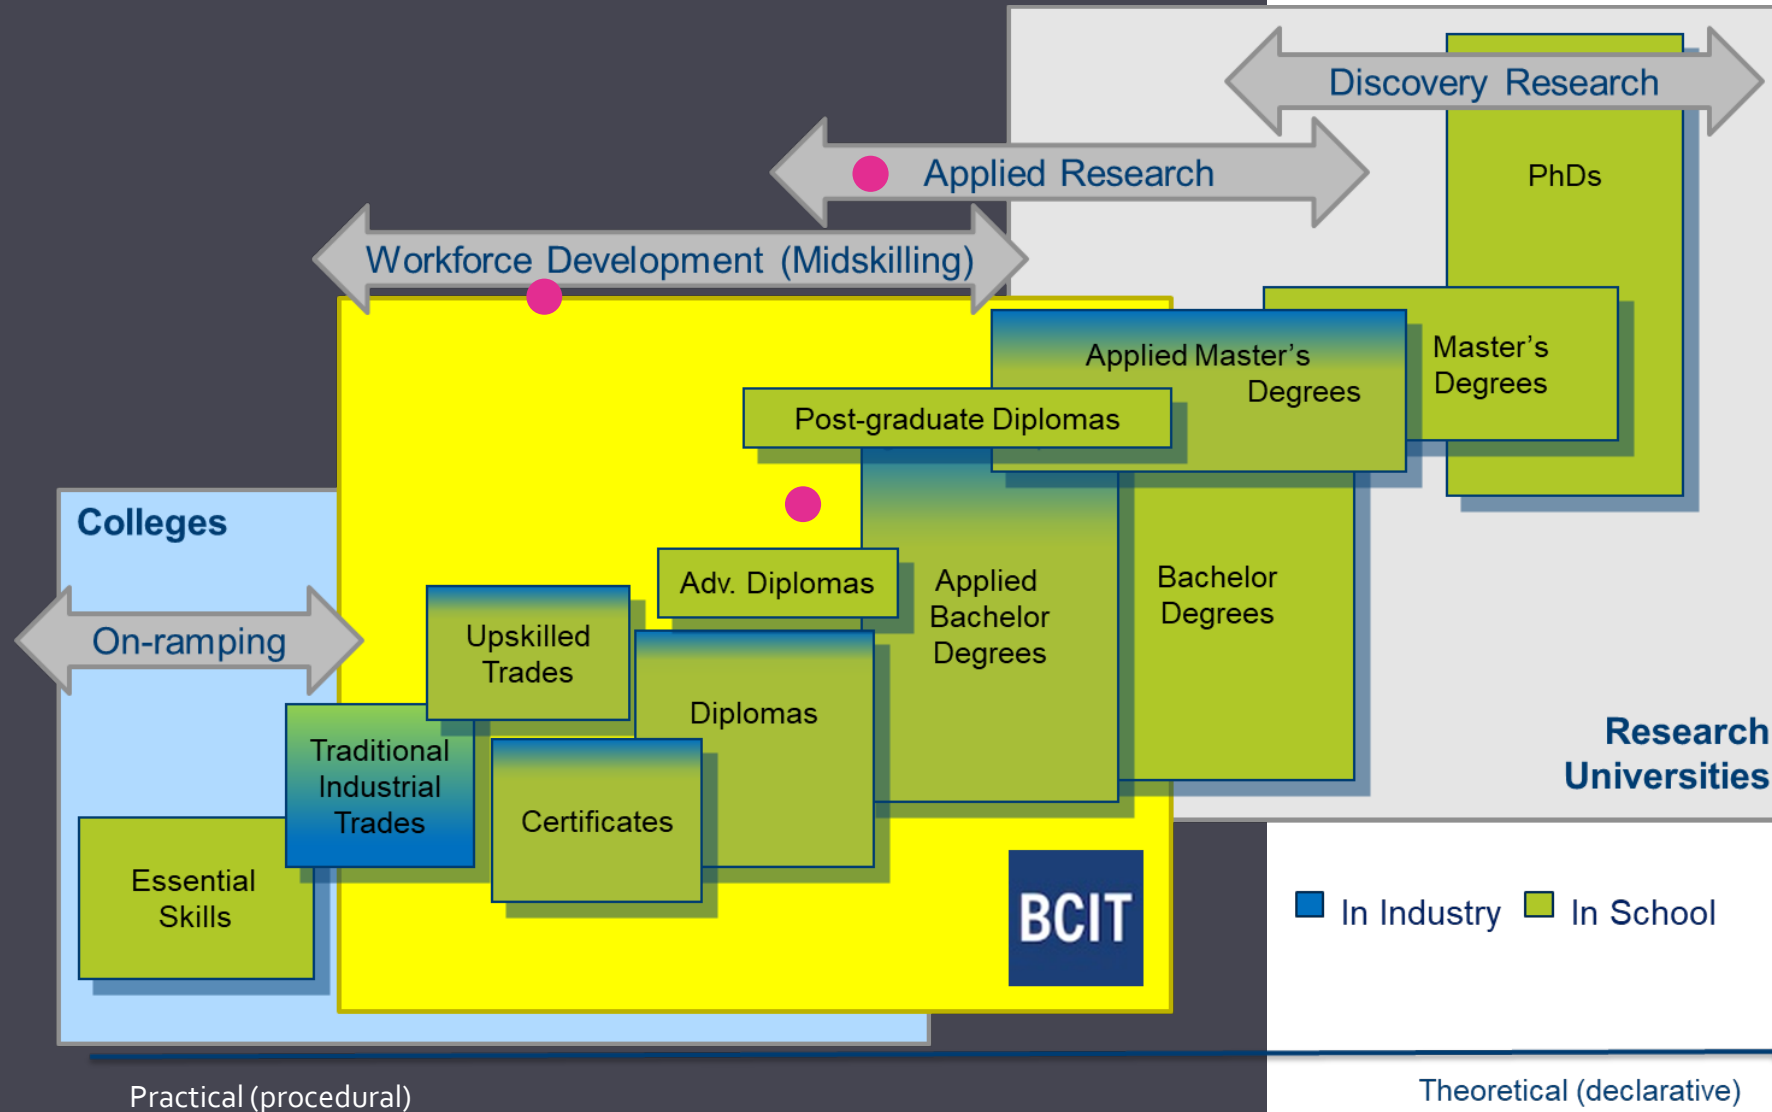 Discovery Research
Applied Research
PhDs
Workforce Development (Midskilling)
Applied Master's
Degrees
Master's
Degrees
Post-graduate Diplomas
Colleges
Adv. Diplomas
Applied
Bachelor
Degrees
Bachelor
Degrees
On-ramping
Upskilled
Trades
Diplomas
Traditional
Industrial
Trades
Certificates
Research
Universities
Essential
Skills
BCIT
In Industry
In School
Practical (procedural)
Theoretical (declarative)